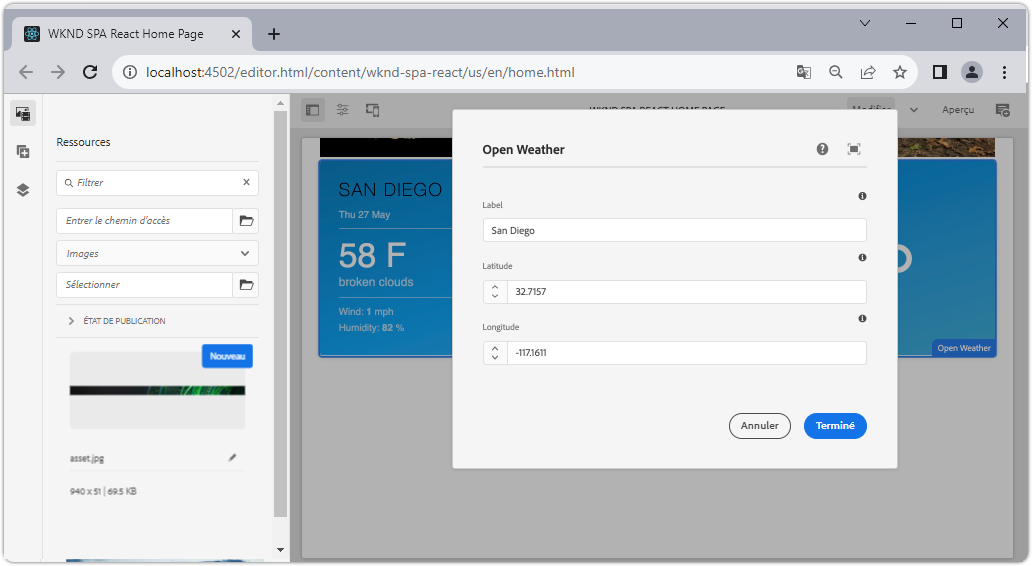 WKND SPA React Home Page
localhost:4502/editor.html/content/wknd-spa-react/us/en/home.html
Ressources
Filtrer
Entrer le chemin d'accès
Images
Sélectionner
ÉTAT DE PUBLICATION
Nouveau
asset.jpg
940 x 51 | 69.5 KB
WKND SPA REACT HOME PAGE
Modifier
Aperçu
SAN DIEGO
Thu 27 May
58 F
broken clouds
Wind: 1 mph
Humidity: 82 %
Open Weather
Open Weather
Label
San Diego
Latitude
32.7157
Longitude
-117.1611
Annuler
Terminé